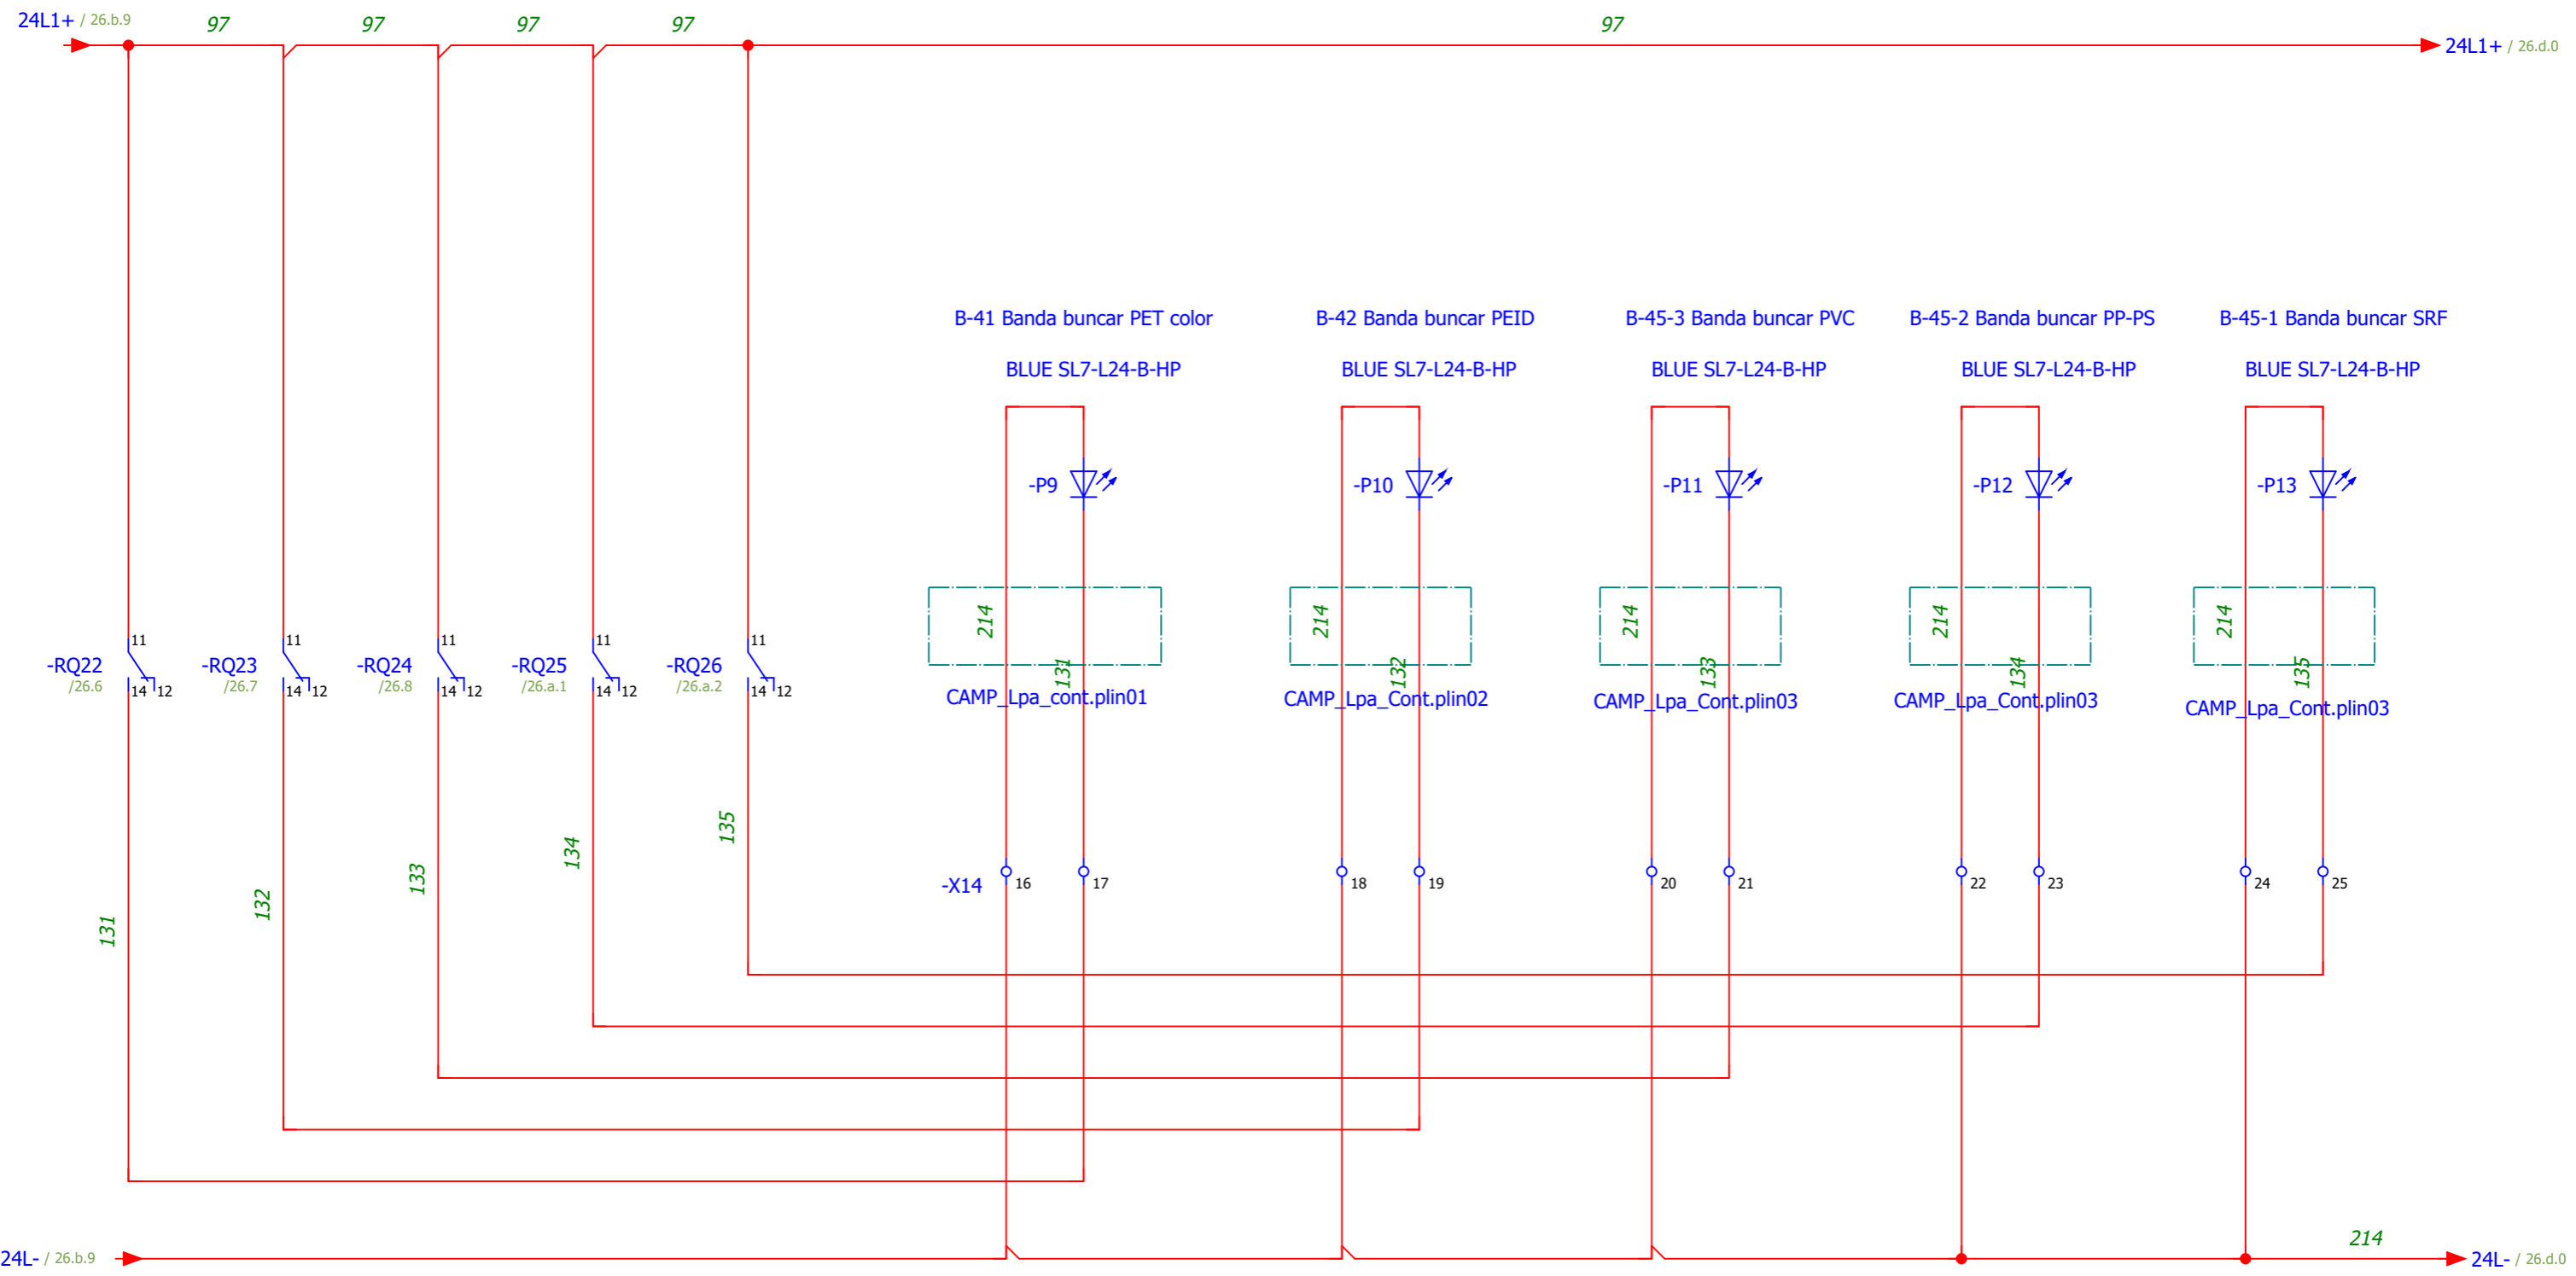 24L1+ / 26.b.9
97
97
97
97
97
24L1+ / 26.d.0
B-41 Banda buncar PET color
B-42 Banda buncar PEID
B-45-3 Banda buncar PVC
B-45-2 Banda buncar PP-PS
B-45-1 Banda buncar SRF
BLUE SL7-L24-B-HP
BLUE SL7-L24-B-HP
BLUE SL7-L24-B-HP
BLUE SL7-L24-B-HP
BLUE SL7-L24-B-HP
-P9
-P10
-P11
-P12
-P13
214
214
214
214
214
11
11
11
11
11
-RQ22
/26.6
14 12
-RQ23
/26.7
14 12
-RQ24
/26.8
14 12
-RQ25
/26.a.1
14 12
-RQ26
/26.a.2
14 12
131
132
133
134
135
CAMP_Lpa_cont.plin01
CAMP_Lpa_Cont.plin02
CAMP_Lpa_Cont.plin03
CAMP_Lpa_Cont.plin03
CAMP_Lpa_Cont.plin03
135
134
133
132
131
-X14
16
17
18
19
20
21
22
23
24
25
24L- / 26.b.9
214
24L- / 26.d.0